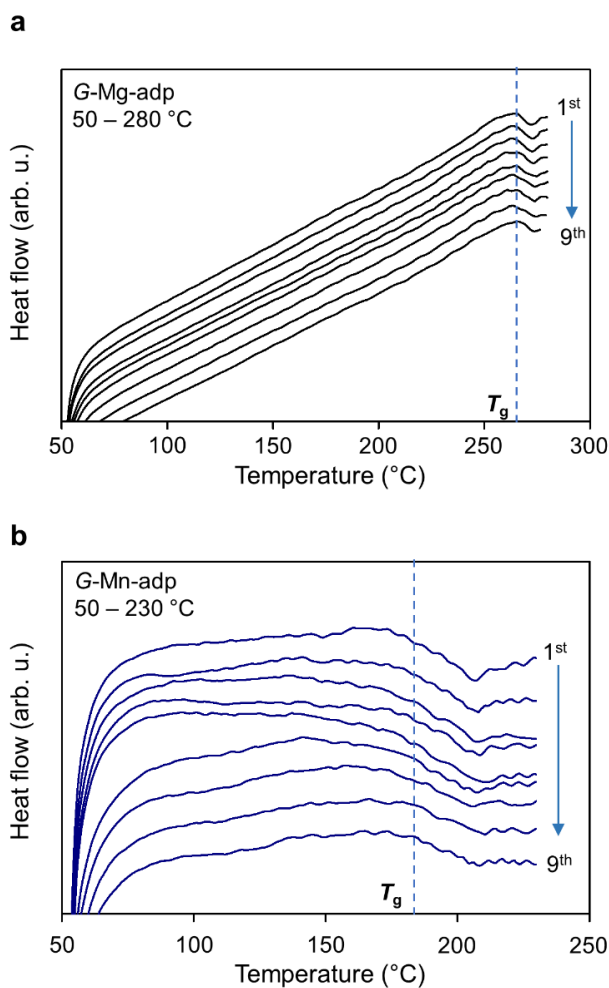 a
G-Mg-adp
50 – 280 °C
1st
9th
Tg
Heat flow (arb. u.)
50 100 150 200 250 300
Temperature (°C)
b
G-Mn-adp
50 – 230 °C
1st
9th
Tg
Heat flow (arb. u.)
50 100 150 200 250
Temperature (°C)